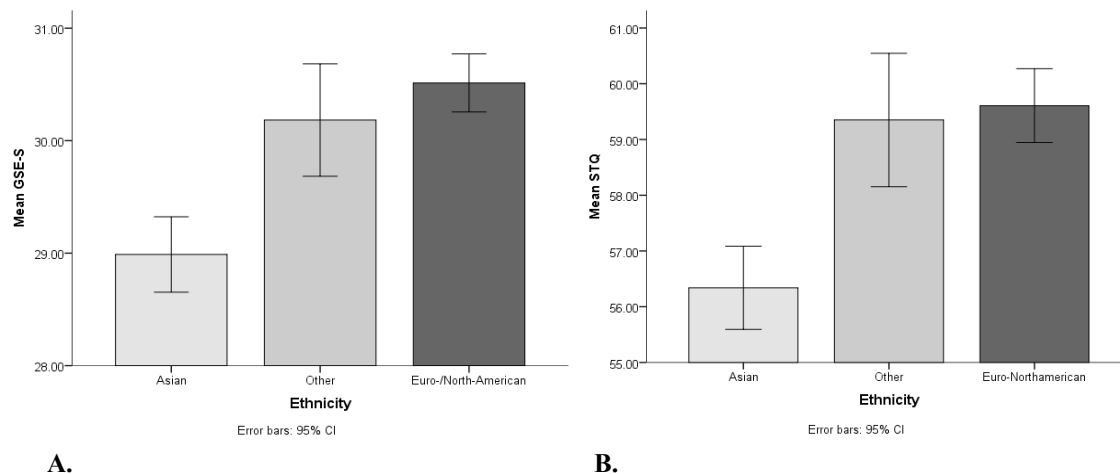 31.00
30.00
29.00
28.00
Mean GSE-S
Asian
Other
Euro-/North-American
Ethnicity
Error bars: 95% CI
A.
61.00
60.00
59.00
58.00
57.00
56.00
55.00
Mean STQ
Asian
Other
Euro-Northamerican
Ethnicity
Error bars: 95% CI
B.